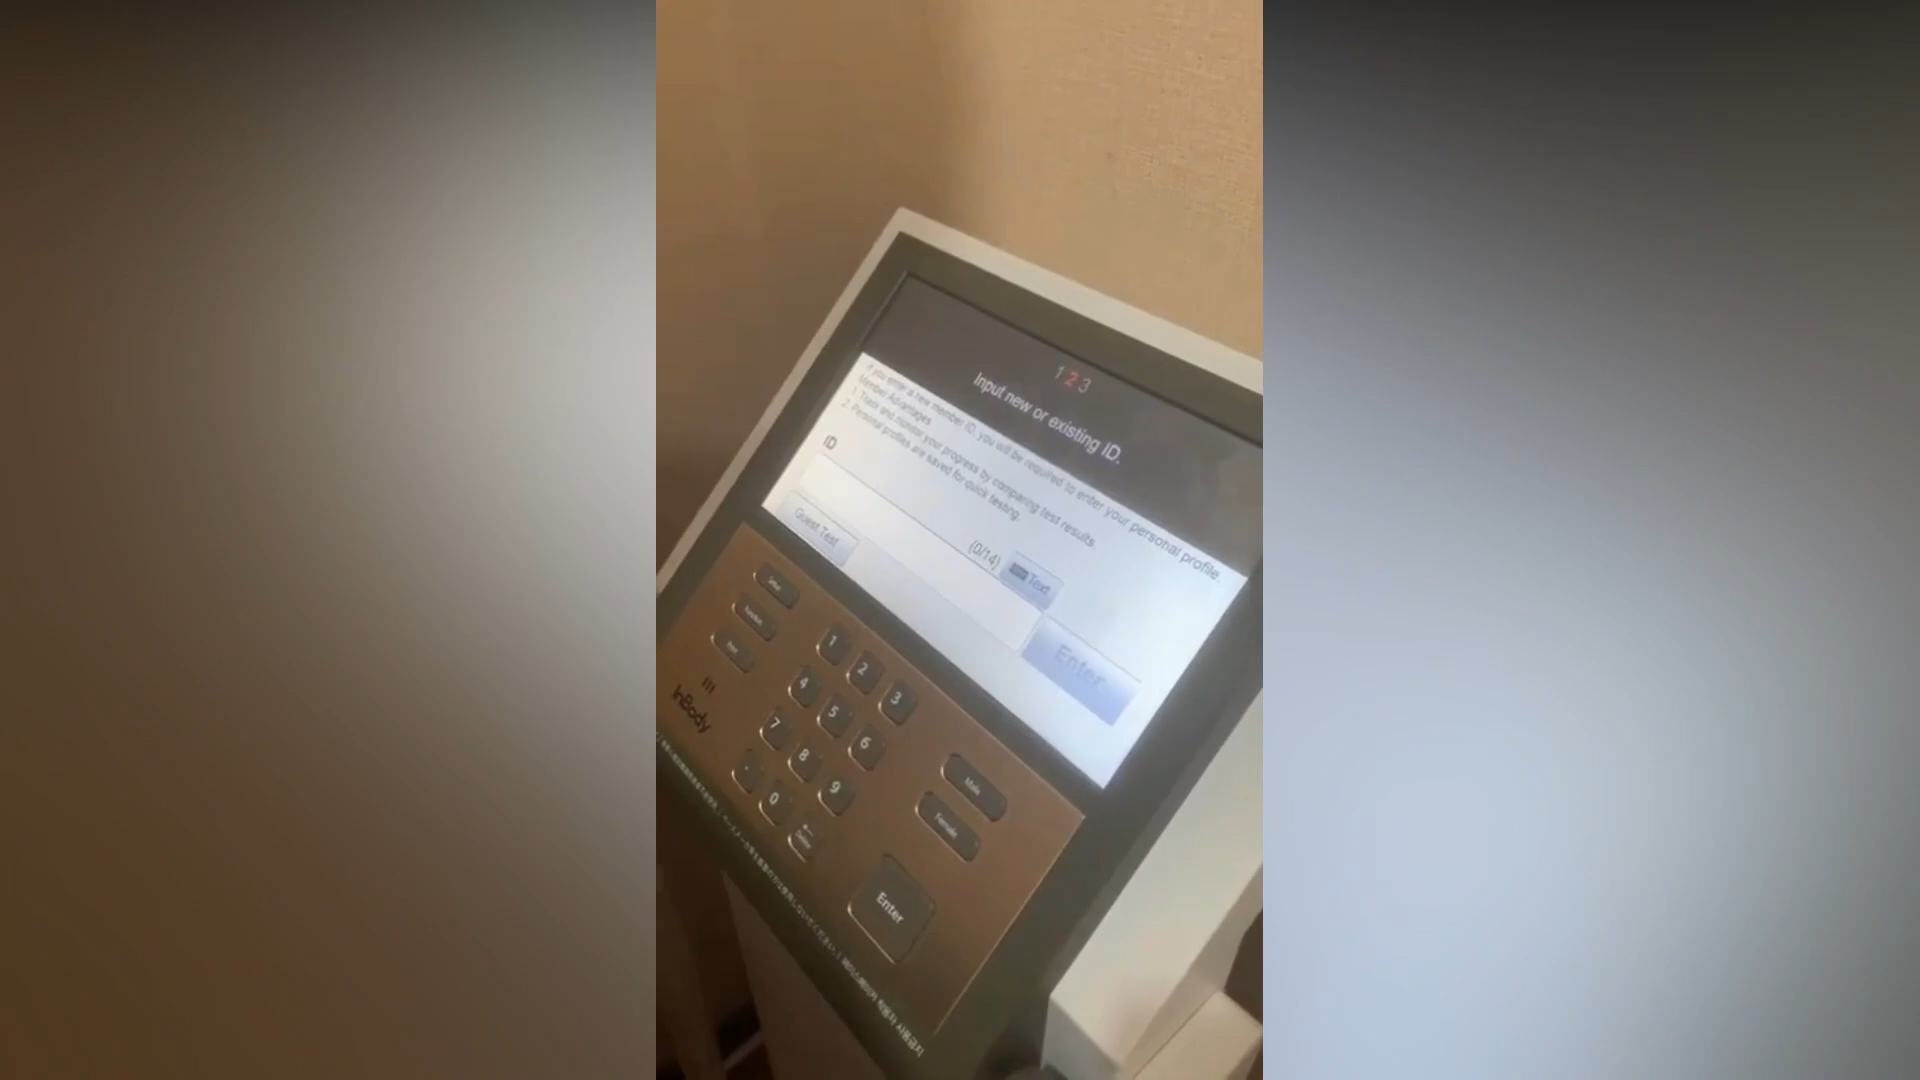 1 2 3
Input new or existing ID.
If you enter a new member ID, you will be required to enter your personal profile.
Member Advantages
1. Track and monitor your progress by comparing test results.
2. Personal profiles are saved for quick testing.
ID
(0/14)
Text
Guest Test
Enter
Setup
InBody
1 2 3
4 5 6
7 8 9
. 0 Delete
Male
Female
Enter